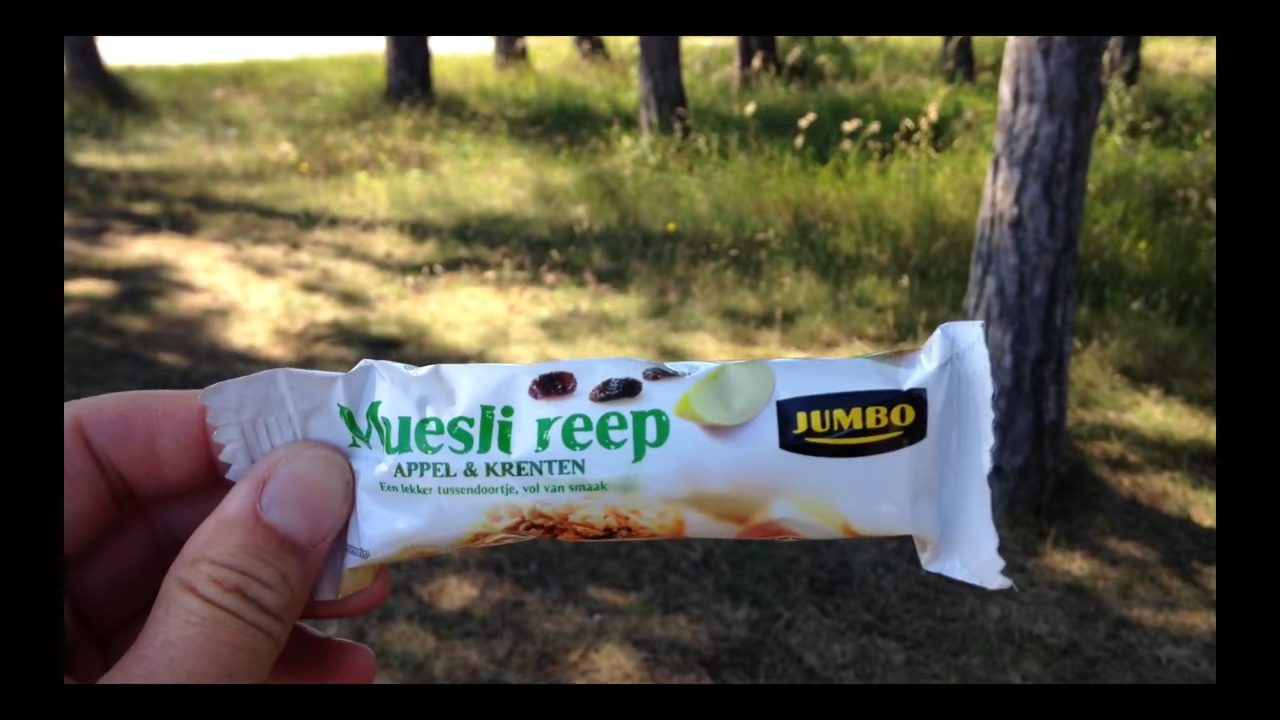 Muesli reep
APPEL & KRENTEN
Een lekker tussendoortje, vol van smaak
JUMBO